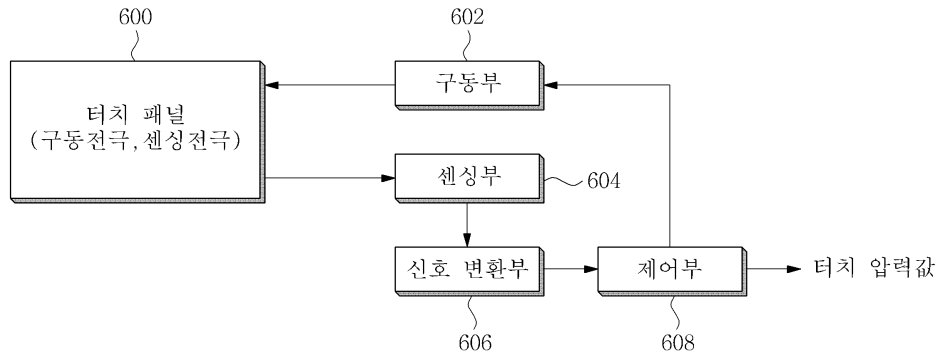 600
602
터치 패널
(구동전극,센싱전극)
구동부
센싱부
604
신호 변환부
제어부
터치 압력값
606
608